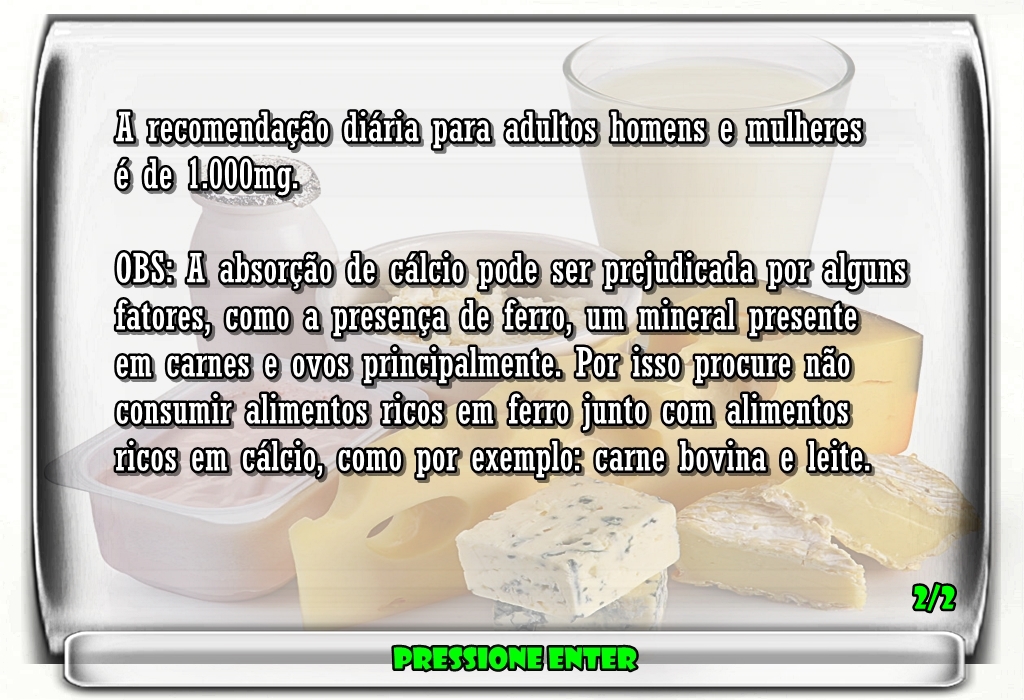 A recomendação diária para adultos homens e mulheres
é de 1.000mg.
OBS: A absorção de cálcio pode ser prejudicada por alguns
fatores, como a presença de ferro, um mineral presente
em carnes e ovos principalmente. Por isso procure não
consumir alimentos ricos em ferro junto com alimentos
ricos em cálcio, como por exemplo: carne bovina e leite.
2/2
PRESSIONE ENTER